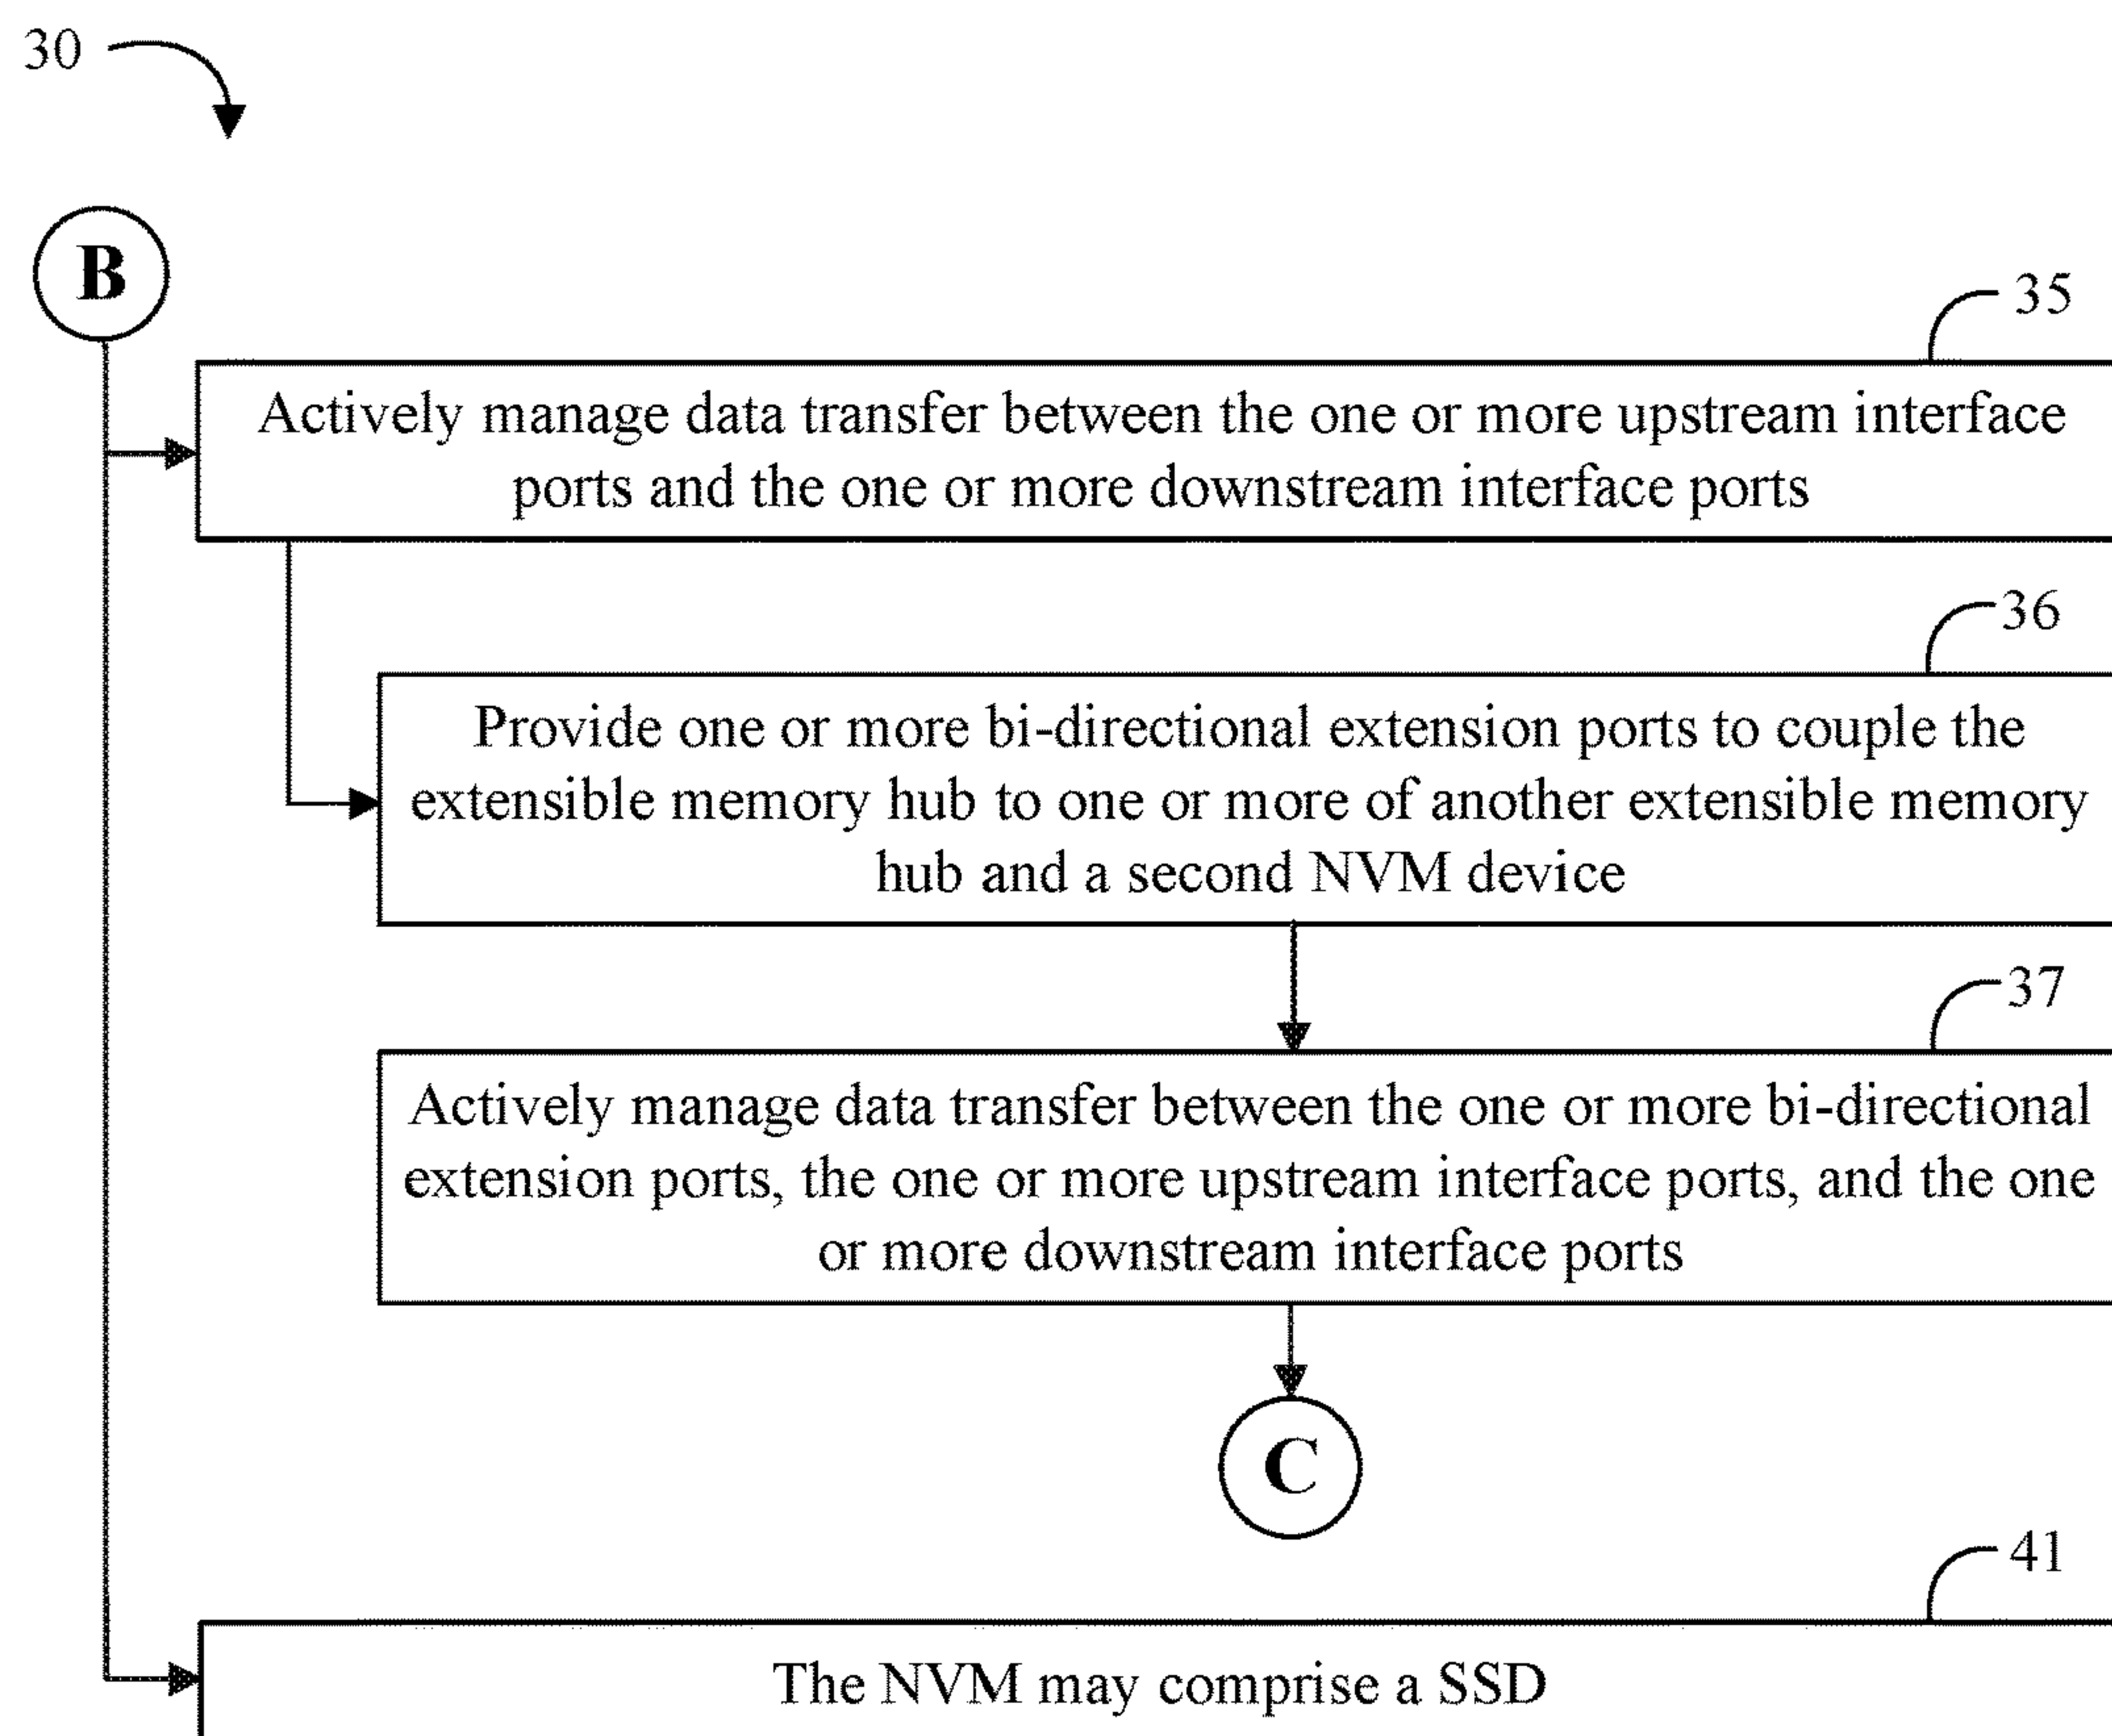 30
B
35
Actively manage data transfer between the one or more upstream interface
ports and the one or more downstream interface ports
36
Provide one or more bi-directional extension ports to couple the
extensible memory hub to one or more of another extensible memory
hub and a second NVM device
37
Actively manage data transfer between the one or more bi-directional
extension ports, the one or more upstream interface ports, and the one
or more downstream interface ports
C
41
The NVM may comprise a SSD